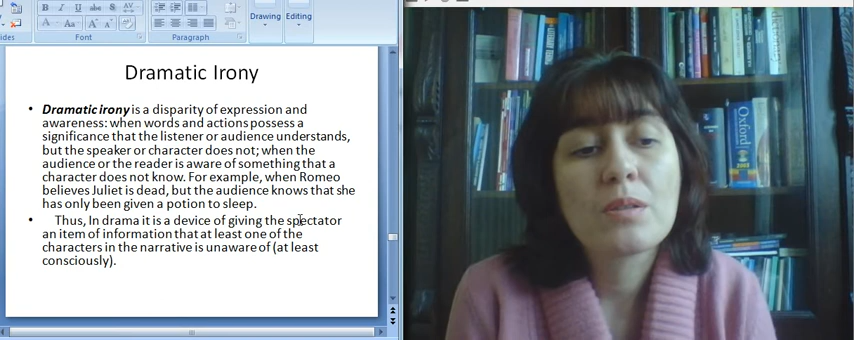 Drawing
Editing
ides
Font
Paragraph
Dramatic Irony
• Dramatic irony is a disparity of expression and
awareness: when words and actions possess a
significance that the listener or audience understands,
but the speaker or character does not; when the
audience or the reader is aware of something that a
character does not know. For example, when Romeo
believes Juliet is dead, but the audience knows that she
has only been given a potion to sleep.
• Thus, In drama it is a device of giving the spectator
an item of information that at least one of the
characters in the narrative is unaware of (at least
consciously).
Oxford